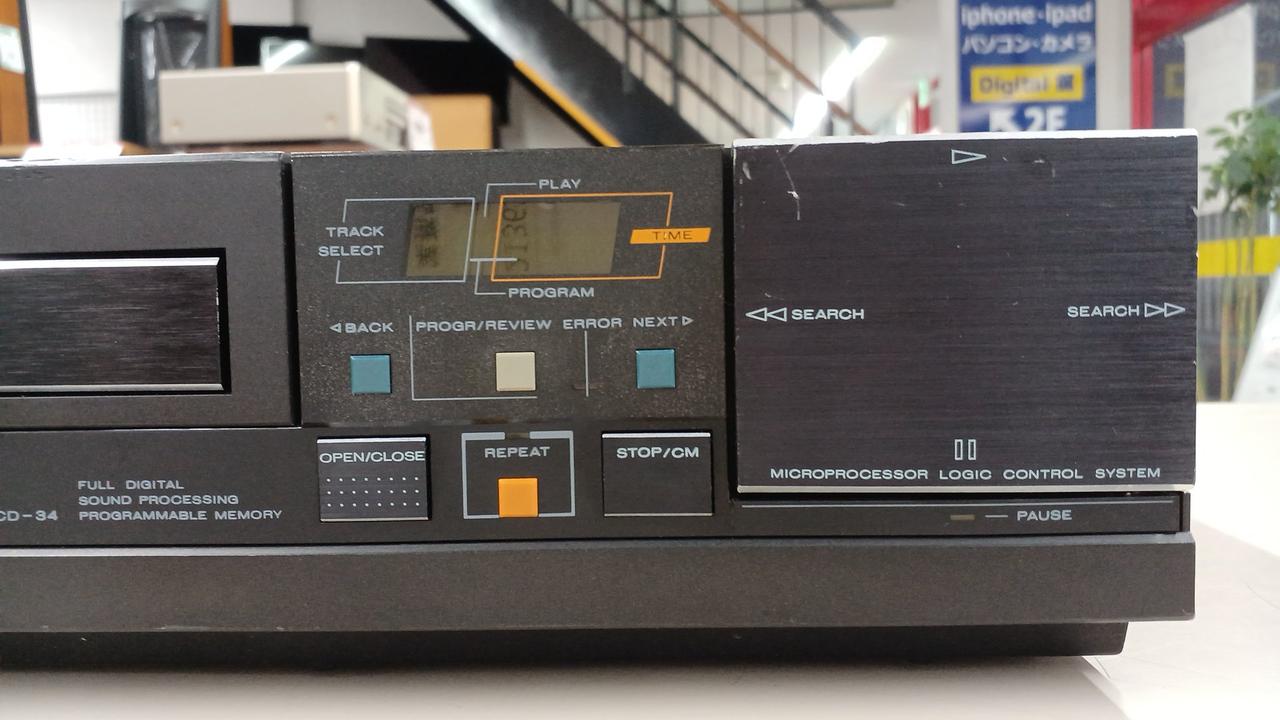 iphone・ipad
パソコン・カメラ
Digital 館
2F
PLAY
TRACK
SELECT
TIME
PROGRAM
BACK
PROGR/REVIEW
ERROR
NEXT
SEARCH
SEARCH
OPEN/CLOSE
REPEAT
STOP/CM
MICROPROCESSOR LOGIC CONTROL SYSTEM
FULL DIGITAL
SOUND PROCESSING
CD-34 PROGRAMMABLE MEMORY
PAUSE